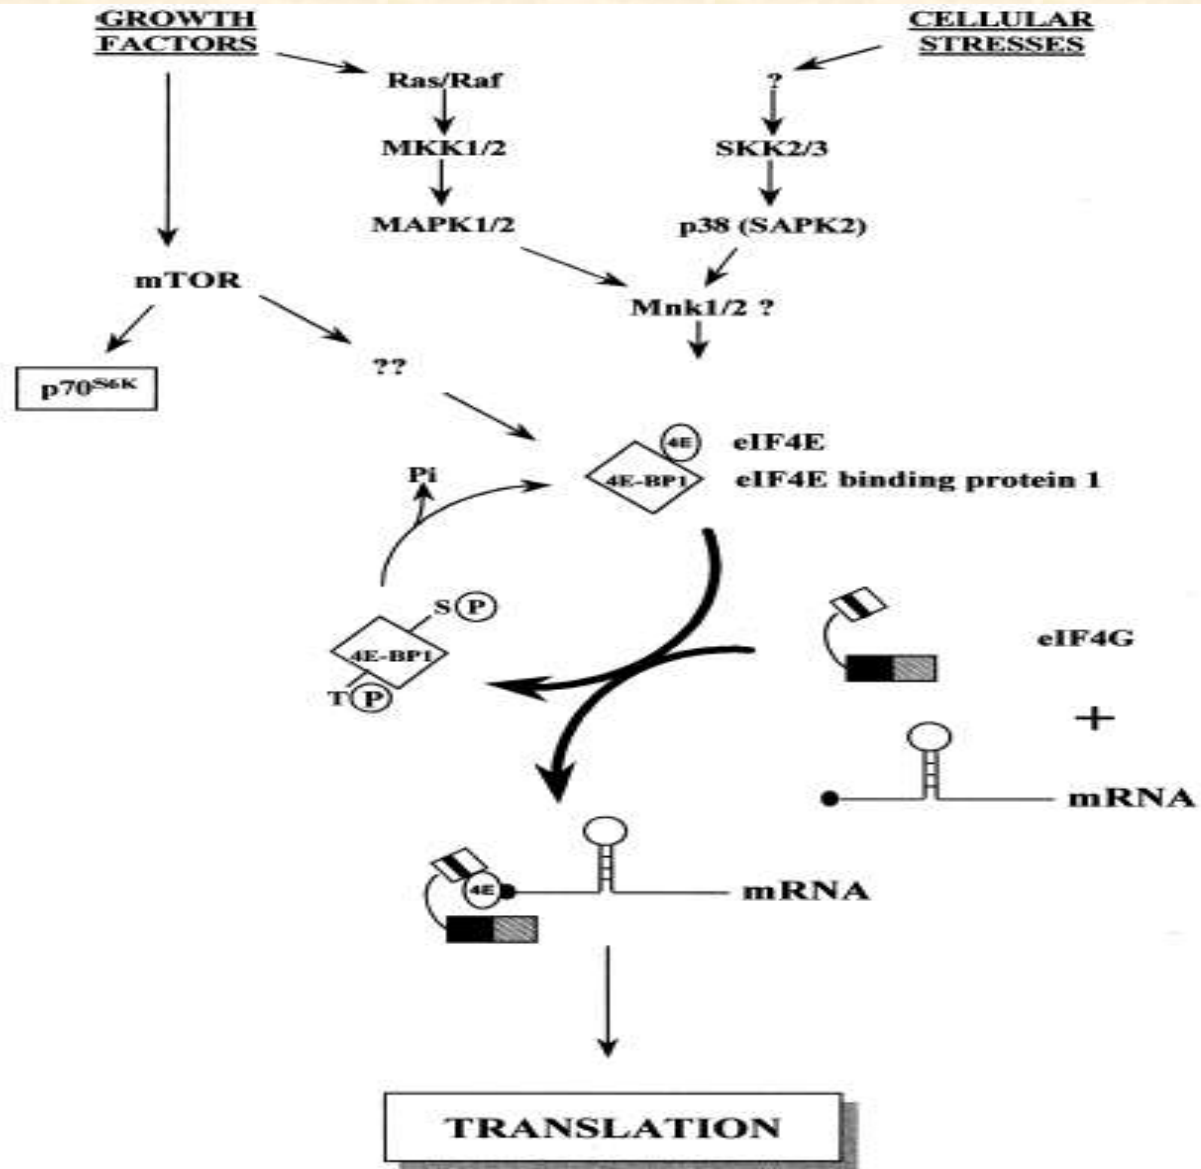 GROWTH
FACTORS
CELLULAR
STRESSES
Ras/Raf
?
MKK1/2
SKK2/3
MAPK1/2
p38 (SAPK2)
mTOR
Mnk1/2 ?
p70S6K
??
4E
eIF4E
4E-BP1
eIF4E binding protein 1
Pi
S P
4E-BP1
T P
eIF4G
+
mRNA
4E
mRNA
TRANSLATION